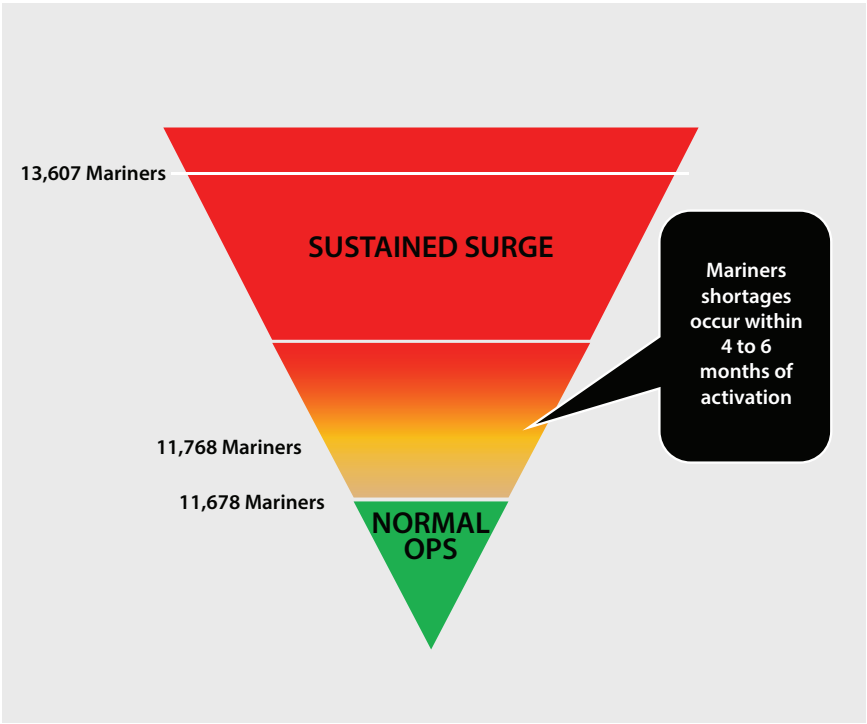 13,607 Mariners
SUSTAINED SURGE
Mariners
shortages
occur within
4 to 6
months of
activation
11,768 Mariners
11,678 Mariners
NORMAL
OPS